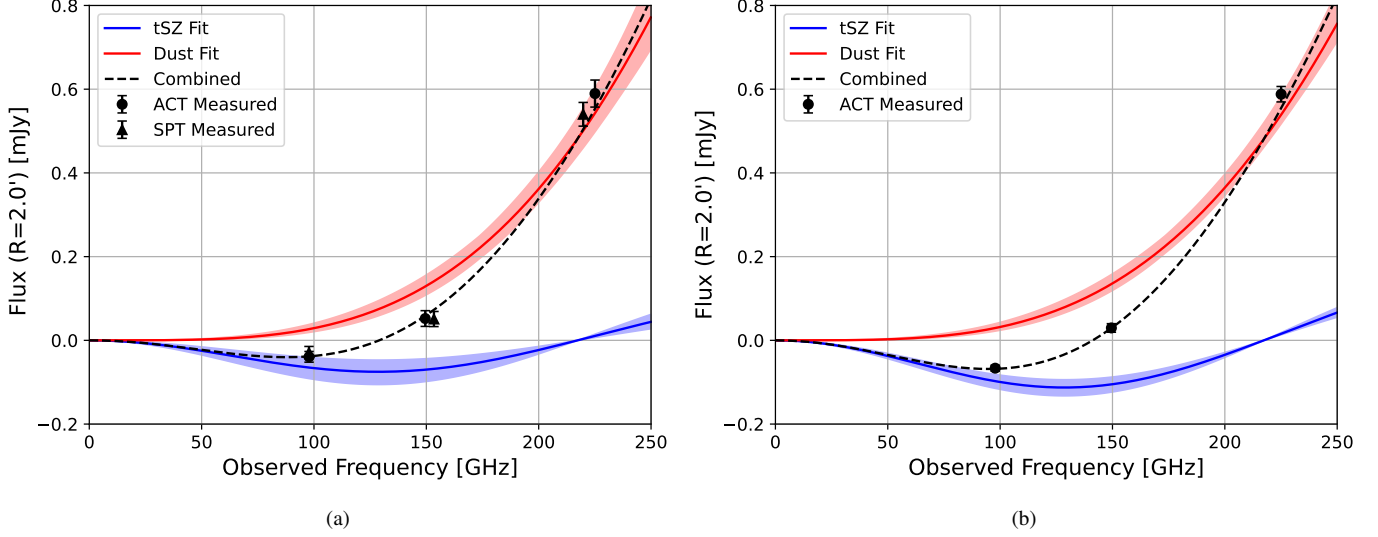 tSZ Fit
Dust Fit
Combined
ACT Measured
SPT Measured
0.8
0.6
0.4
0.2
0.0
−0.2
0
50
100
150
200
250
Flux (R=2.0') [mJy]
Observed Frequency [GHz]
(a)
tSZ Fit
Dust Fit
Combined
ACT Measured
0.8
0.6
0.4
0.2
0.0
−0.2
0
50
100
150
200
250
Flux (R=2.0') [mJy]
Observed Frequency [GHz]
(b)